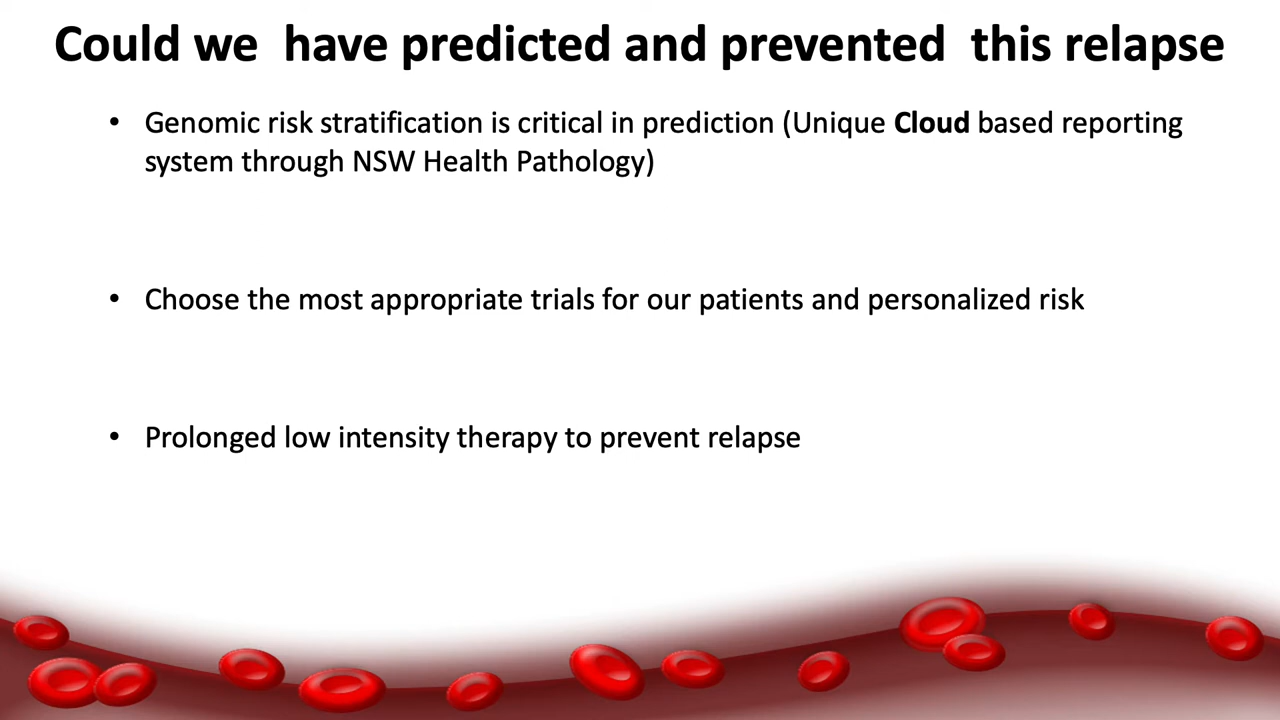 Could we  have predicted and prevented  this relapse
• Genomic risk stratification is critical in prediction (Unique Cloud based reporting
system through NSW Health Pathology)
• Choose the most appropriate trials for our patients and personalized risk
• Prolonged low intensity therapy to prevent relapse